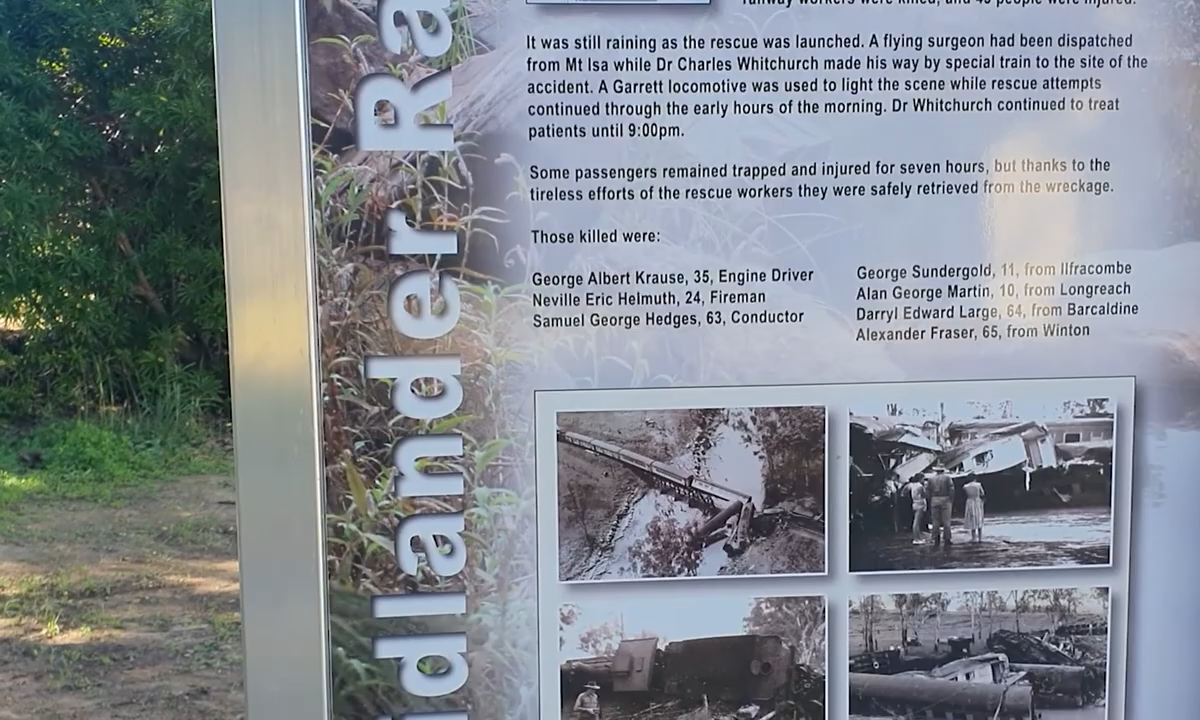 railway workers were killed, and 40 people were injured.
It was still raining as the rescue was launched. A flying surgeon had been dispatched
from Mt Isa while Dr Charles Whitchurch made his way by special train to the site of the
accident. A Garrett locomotive was used to light the scene while rescue attempts
continued through the early hours of the morning. Dr Whitchurch continued to treat
patients until 9:00pm.
Some passengers remained trapped and injured for seven hours, but thanks to the
tireless efforts of the rescue workers they were safely retrieved from the wreckage.
Those killed were:
George Albert Krause, 35, Engine Driver
Neville Eric Helmuth, 24, Fireman
Samuel George Hedges, 63, Conductor
George Sundergold, 11, from Ilfracombe
Alan George Martin, 10, from Longreach
Darryl Edward Large, 64, from Barcaldine
Alexander Fraser, 65, from Winton
dlander Ra